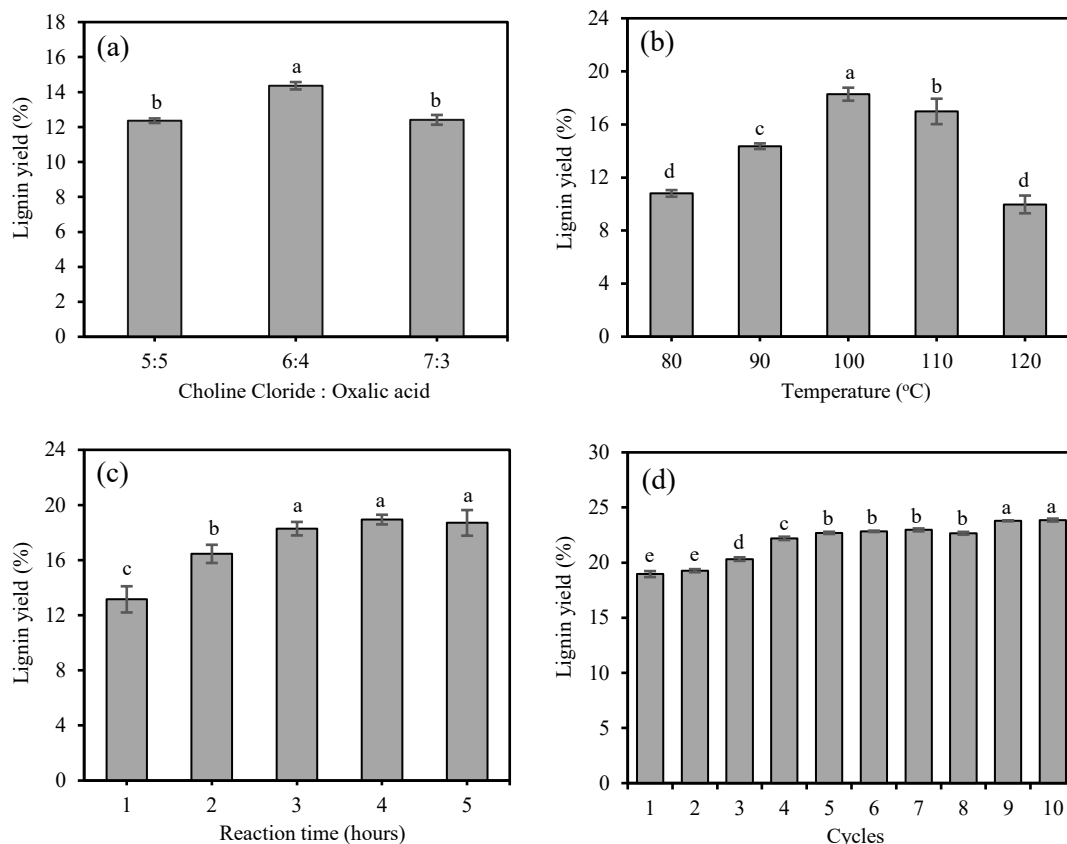 (a)
Lignin yield (%)
18
16
14
12
10
8
6
4
2
0
b
a
b
5:5
6:4
7:3
Choline Cloride : Oxalic acid
(b)
Lignin yield (%)
24
20
16
12
8
4
0
d
c
a
b
d
80
90
100
110
120
Temperature (°C)
(c)
Lignin yield (%)
24
20
16
12
8
4
0
c
b
a
a
a
1
2
3
4
5
Reaction time (hours)
(d)
Lignin yield (%)
30
25
20
15
10
5
0
e
e
d
c
b
b
b
b
a
a
1
2
3
4
5
6
7
8
9
10
Cycles